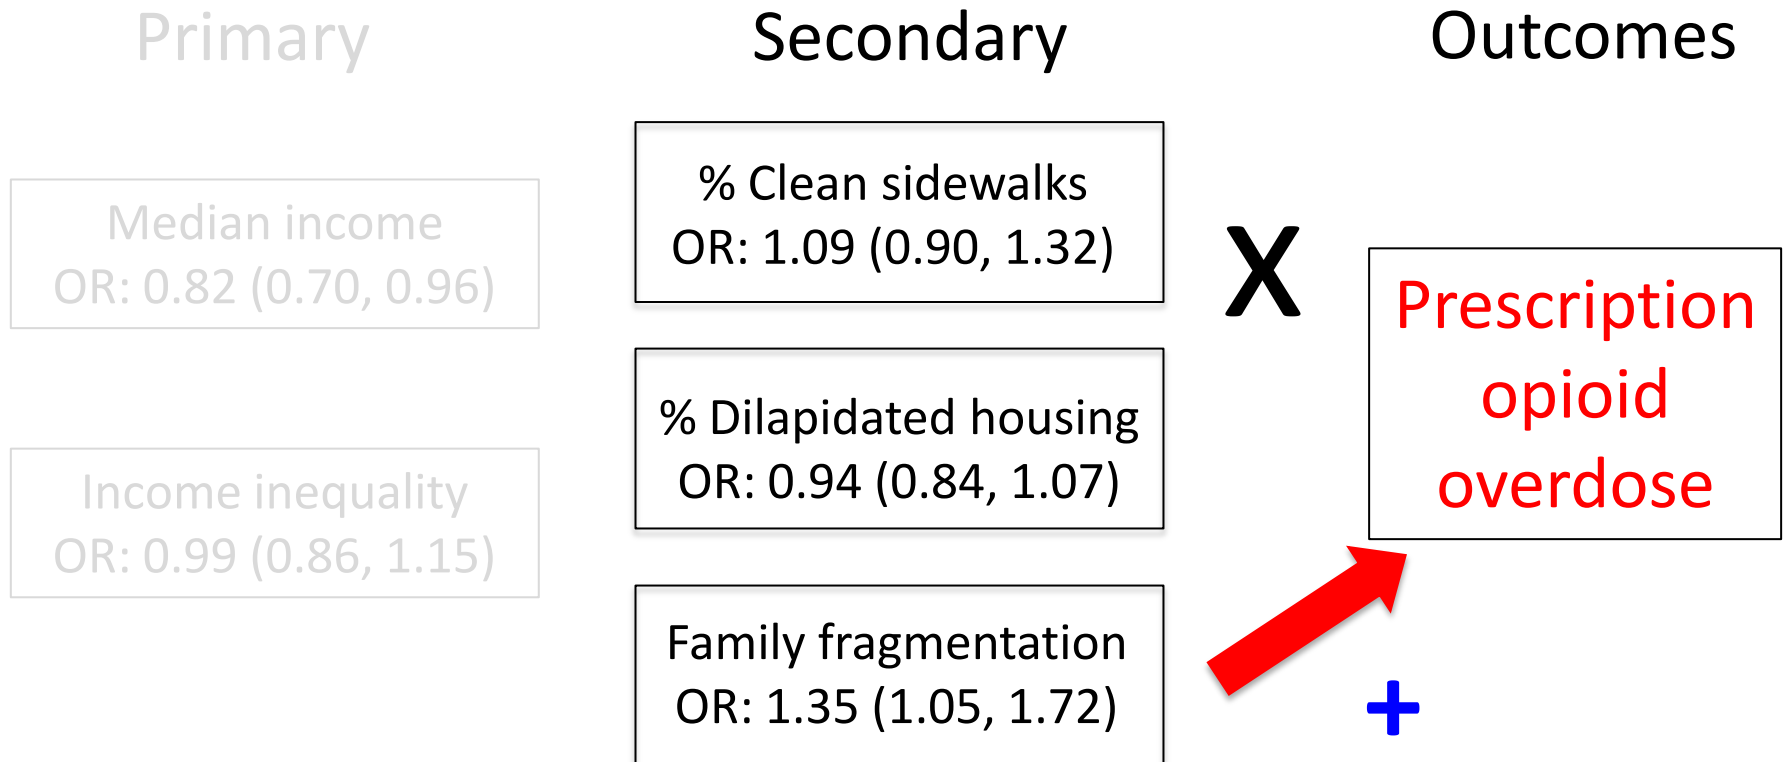 Primary
Secondary
Outcomes
Median income
OR: 0.82 (0.70, 0.96)
Income inequality
OR: 0.99 (0.86, 1.15)
% Clean sidewalks
OR: 1.09 (0.90, 1.32)
% Dilapidated housing
OR: 0.94 (0.84, 1.07)
Family fragmentation
OR: 1.35 (1.05, 1.72)
X
Prescription
opioid
overdose
+